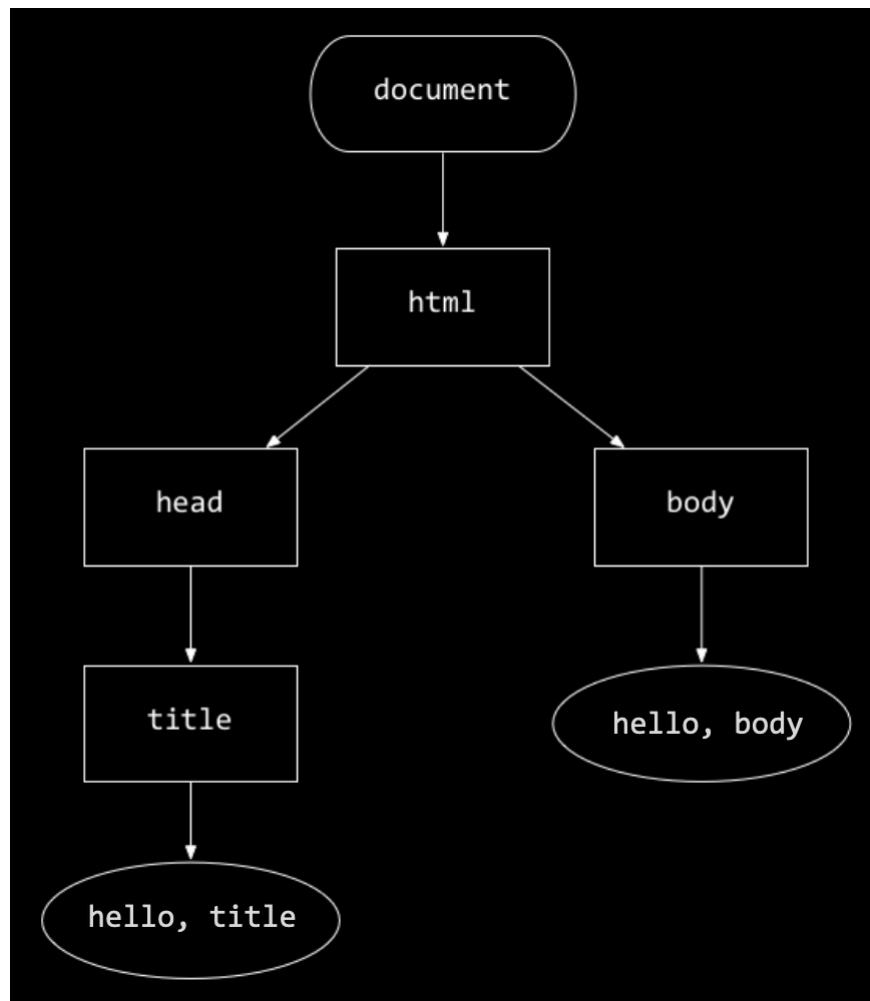 document
html
head
body
title
hello, body
hello, title